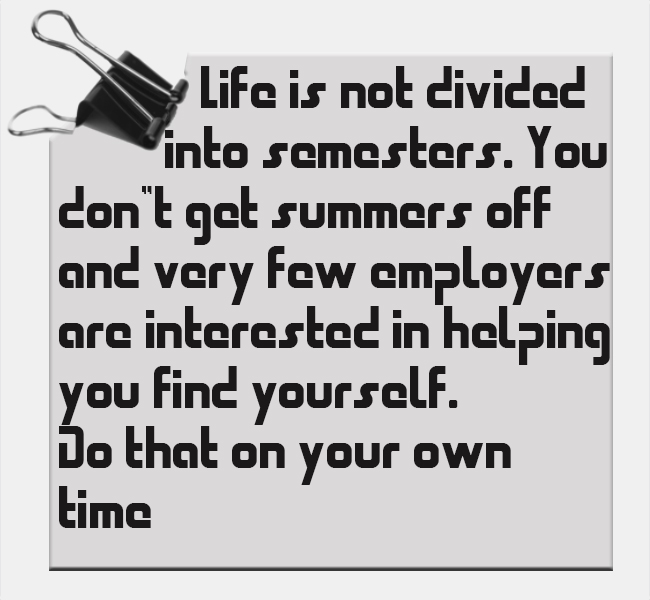 Life is not divided
into semesters. You
don"t get summers off
and very few employers
are interested in helping
you find yourself.
Do that on your own
time